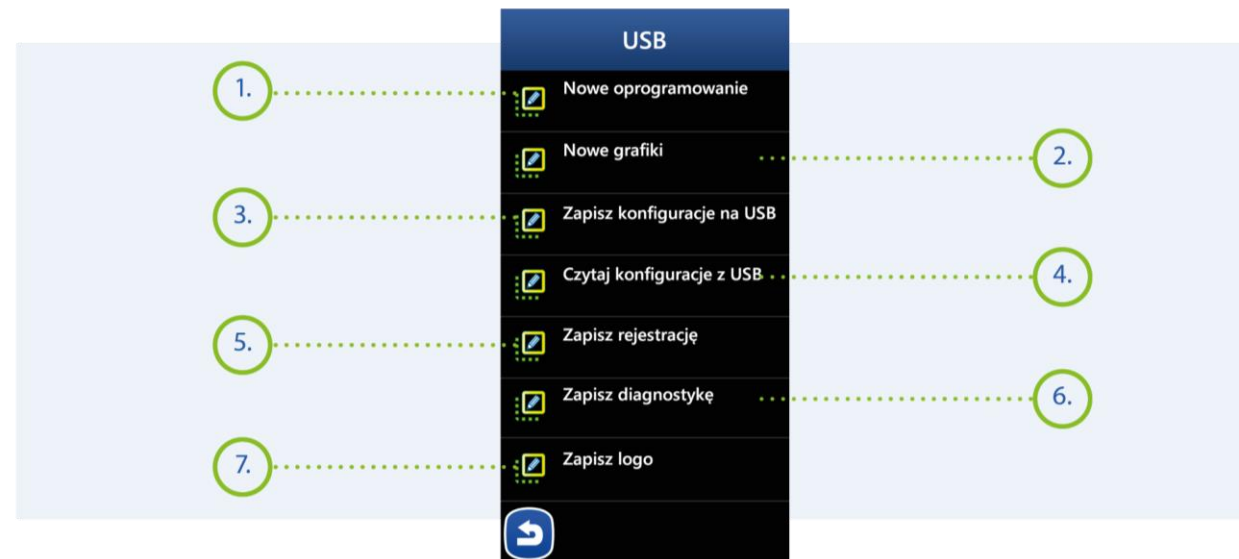 USB
1.
Nowe oprogramowanie
Nowe grafiki
2.
3.
Zapisz konfiguracje na USB
Czytaj konfiguracje z USB
4.
5.
Zapisz rejestrację
Zapisz diagnostykę
6.
7.
Zapisz logo